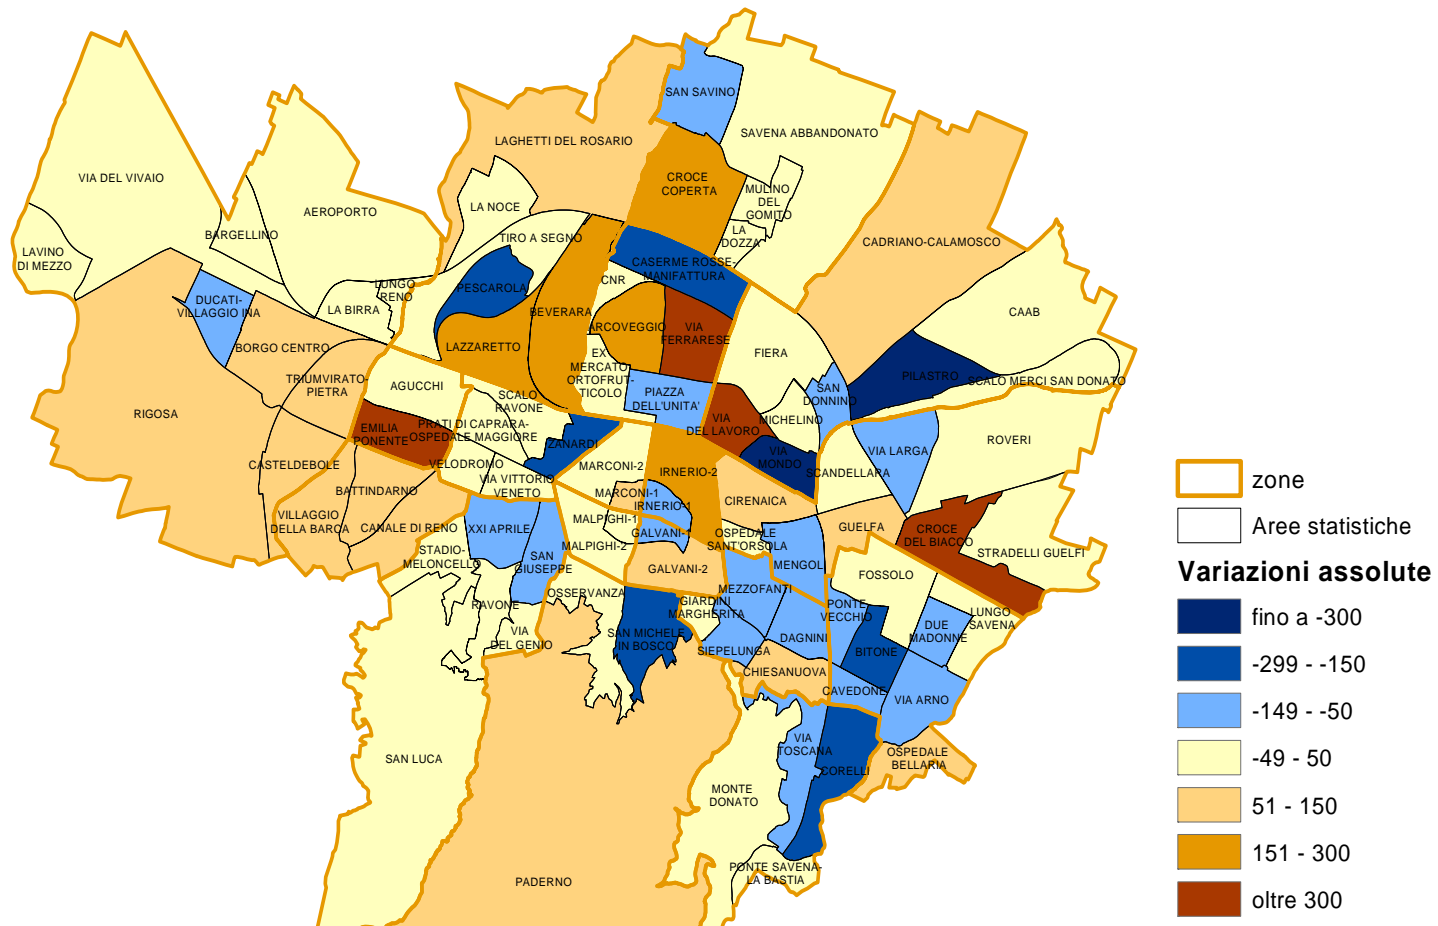 SAN SAVINO
SAVENA ABBANDONATO
LAGHETTI DEL ROSARIO
VIA DEL VIVAIO
CROCE
COPERTA
MULINO
DEL
GOMITO
LA NOCE
AEROPORTO
BARGELLINO
TIRO A SEGNO
LA
DOZZA
CADRIANO-CALAMOSCO
LAVINO
DI MEZZO
CASERME ROSSE-
MANIFATTURA
CNR
LUNGO
RENO
PESCAROLA
DUCATI-
VILLAGGIO INA
LA BIRRA
BEVERARA
ARCOVEGGIO
VIA
FERRARESE
CAAB
BORGO CENTRO
LAZZARETTO
EX
MERCATO
ORTOFRUT-
TICOLO
FIERA
TRIUMVIRATO-
PIETRA
AGUCCHI
PILASTRO
SCALO MERCI SAN DONATO
SCALO
RAVONE
PIAZZA
DELL'UNITA'
SAN
DONNINO
RIGOSA
EMILIA
PONENTE
PRATI DI CAPRARA-
OSPEDALE MAGGIORE
VIA
DEL LAVORO
MICHELINO
ROVERI
ZANARDI
VIA LARGA
VIA
MONDO
CASTELDEBOLE
VELODROMO
MARCONI-2
IRNERIO-2
SCANDELLARA
zone
VIA VITTORIO
VENETO
BATTINDARNO
MARCONI-1
IRNERIO-1
CIRENAICA
VILLAGGIO
DELLA BARCA
CANALE DI RENO
XXI APRILE
MALPIGHI-1
GALVANI-1
OSPEDALE
SANT'ORSOLA
GUELFA
CROCE
DEL BIACCO
Aree statistiche
MALPIGHI-2
STRADELLI GUELFI
STADIO-
MELONCELLO
SAN
GIUSEPPE
GALVANI-2
MENGOLI
FOSSOLO
Variazioni assolute
OSSERVANZA
MEZZOFANTI
GIARDINI
MARGHERITA
RAVONE
PONTE
VECCHIO
LUNGO
SAVENA
fino a -300
VIA
DEL GENIO
SAN MICHELE
IN BOSCO
SIEPELUNGA
DAGNINI
DUE
MADONNE
BITONE
-299 - -150
CHIESANUOVA
CAVEDONE
VIA ARNO
-149 - -50
VIA
TOSCANA
SAN LUCA
OSPEDALE
BELLARIA
-49 - 50
CORELLI
MONTE
DONATO
51 - 150
151 - 300
PONTE SAVENA-
LA BASTIA
PADERNO
oltre 300